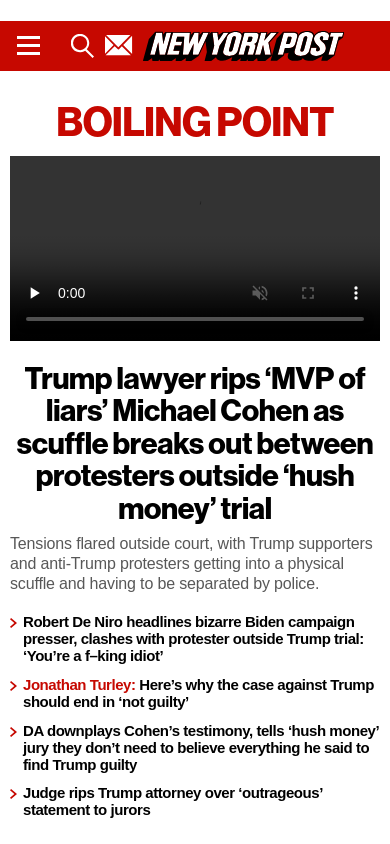 NEW YORK POST
BOILING POINT
0:00
Trump lawyer rips ‘MVP of
liars’ Michael Cohen as
scuffle breaks out between
protesters outside ‘hush
money’ trial
Tensions flared outside court, with Trump supporters
and anti-Trump protesters getting into a physical
scuffle and having to be separated by police.
Robert De Niro headlines bizarre Biden campaign
presser, clashes with protester outside Trump trial:
‘You’re a f–king idiot’
Jonathan Turley: Here’s why the case against Trump
should end in ‘not guilty’
DA downplays Cohen’s testimony, tells ‘hush money’
jury they don’t need to believe everything he said to
find Trump guilty
Judge rips Trump attorney over ‘outrageous’
statement to jurors